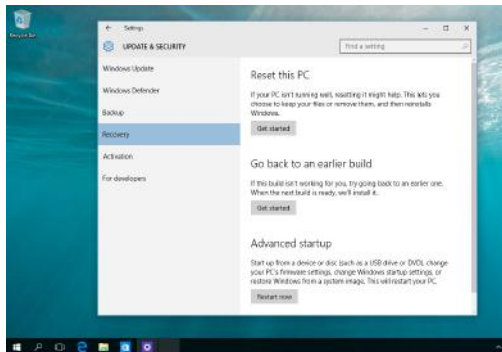 Recycle Bin
Settings
UPDATE & SECURITY
Find a setting
Windows Update
Windows Defender
Backup
Recovery
Activation
For developers
Reset this PC
If your PC isn't running well, resetting it might help. This lets you
choose to keep your files or remove them, and then reinstalls
Windows.
Get started
Go back to an earlier build
If this build isn't working for you, try going back to an earlier one.
When the next build is ready, we'll install it.
Get started
Advanced startup
Start up from a device or disc (such as a USB drive or DVD), change
your PC's firmware settings, change Windows startup settings, or
restore Windows from a system image. This will restart your PC.
Restart now